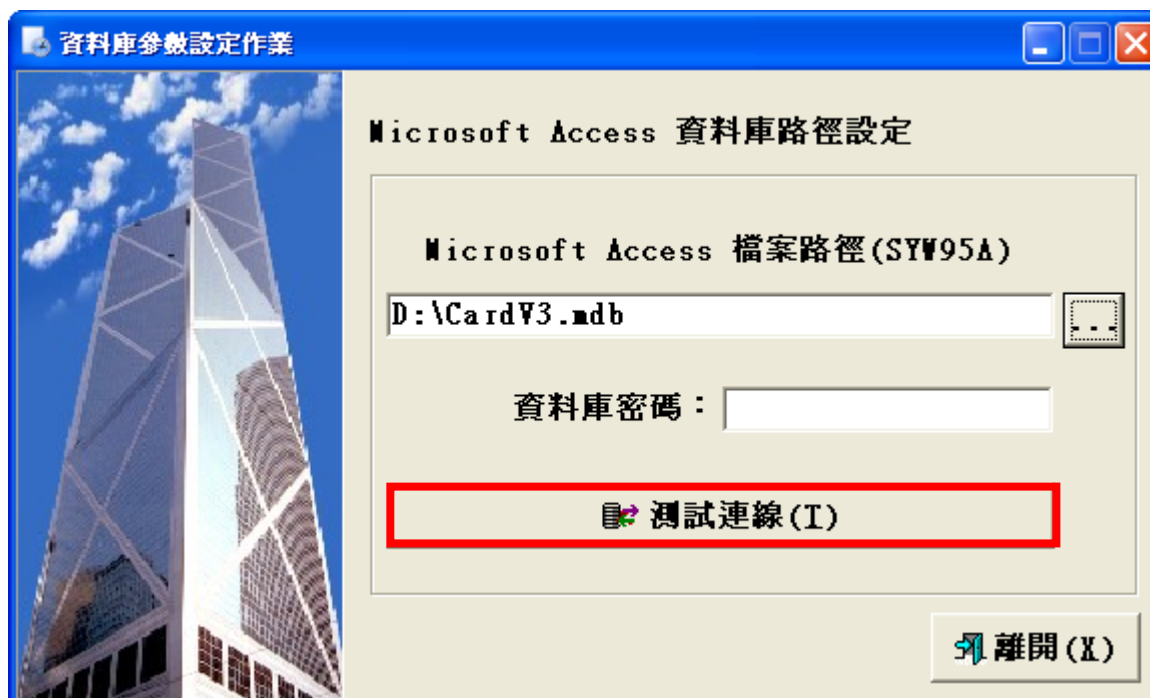 資料庫參數設定作業
Microsoft Access 資料庫路徑設定
Microsoft Access 檔案路徑(SYW95A)
D:\CardV3.mdb
...
資料庫密碼：
測試連線(T)
離開(X)